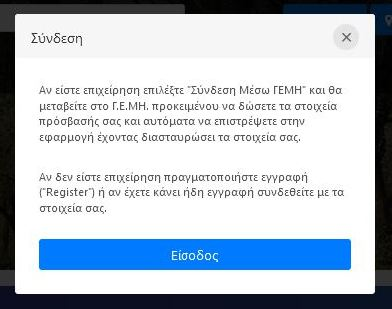 Σύνδεση
Αν είστε επιχείρηση επιλέξτε "Σύνδεση Μέσω ΓΕΜΗ" και θα
μεταβείτε στο Γ.Ε.ΜΗ. προκειμένου να δώσετε τα στοιχεία
πρόσβασής σας και αυτόματα να επιστρέψετε στην
εφαρμογή έχοντας διασταυρώσει τα στοιχεία σας.
Αν δεν είστε επιχείρηση πραγματοποιήστε εγγραφή
("Register") ή αν έχετε κάνει ήδη εγγραφή συνδεθείτε με τα
στοιχεία σας.
Είσοδος